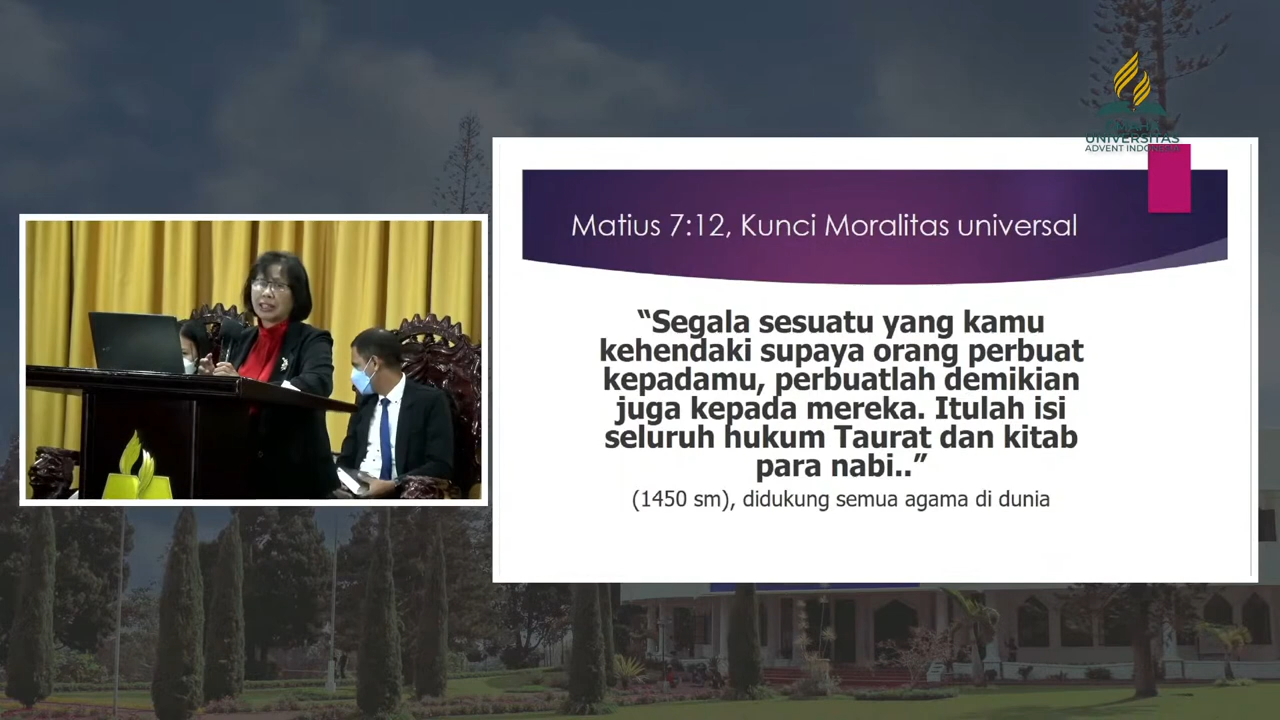 UNIVERSITAS
ADVENT INDONESIA
Matius 7:12, Kunci Moralitas universal
“Segala sesuatu yang kamu
kehendaki supaya orang perbuat
kepadamu, perbuatlah demikian
juga kepada mereka. Itulah isi
seluruh hukum Taurat dan kitab
para nabi..”
(1450 sm), didukung semua agama di dunia